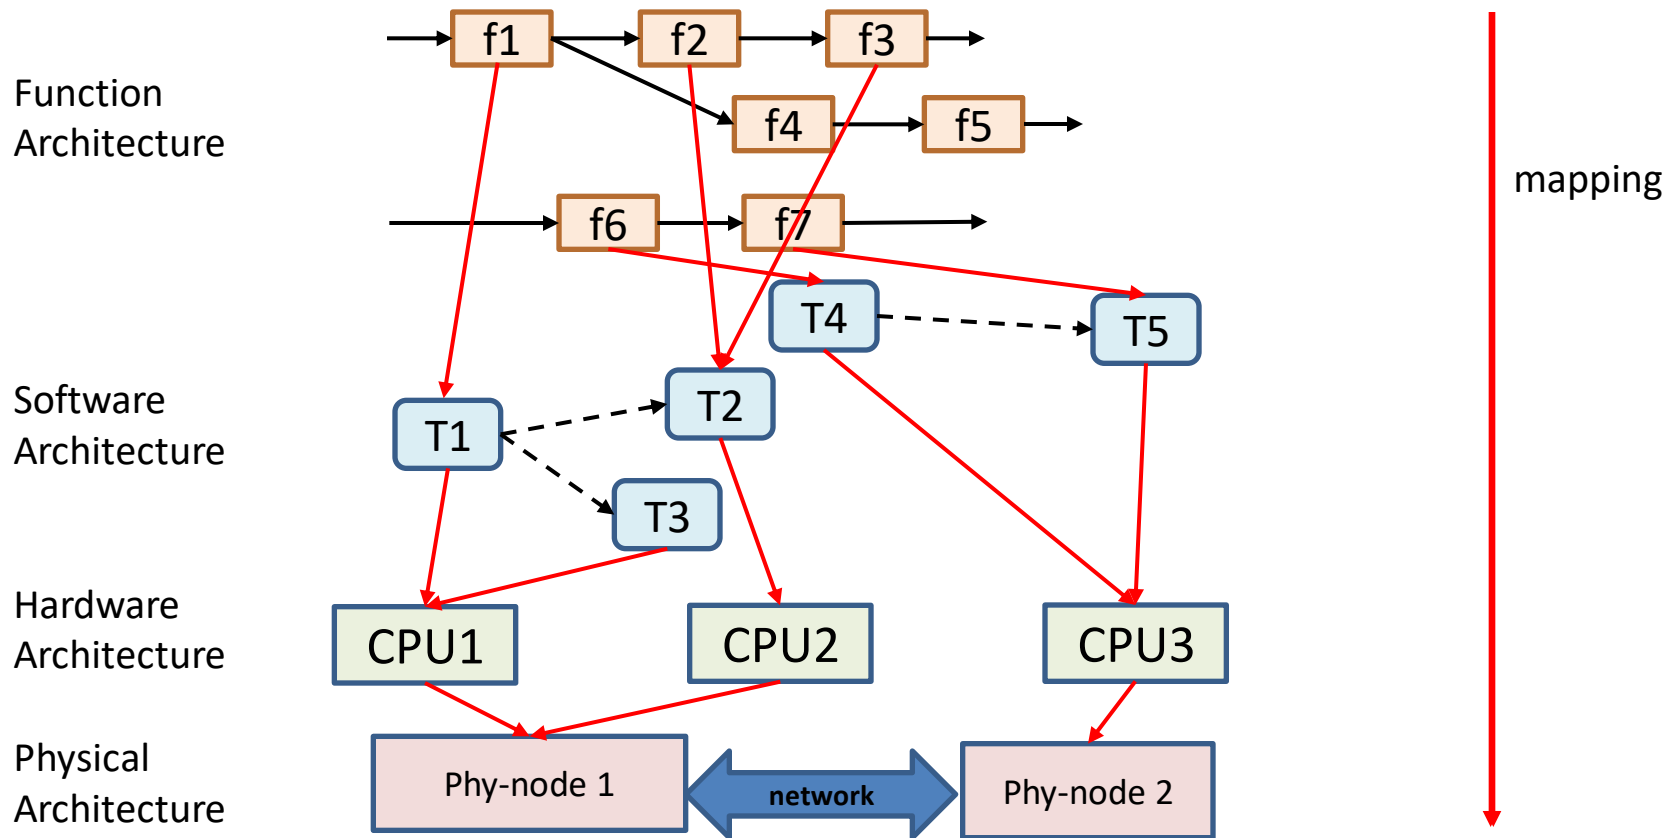 f1
f2
f3
Function
Architecture
f4
f5
mapping
f6
f7
T4
T5
Software
Architecture
T1
T2
T3
Hardware
Architecture
CPU1
CPU2
CPU3
Physical
Architecture
Phy-node 1
network
Phy-node 2